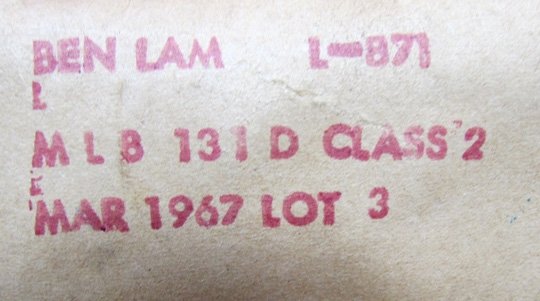 BEN LAM L-871
L
M L B 131 D CLASS 2
E
MAR 1967 LOT 3